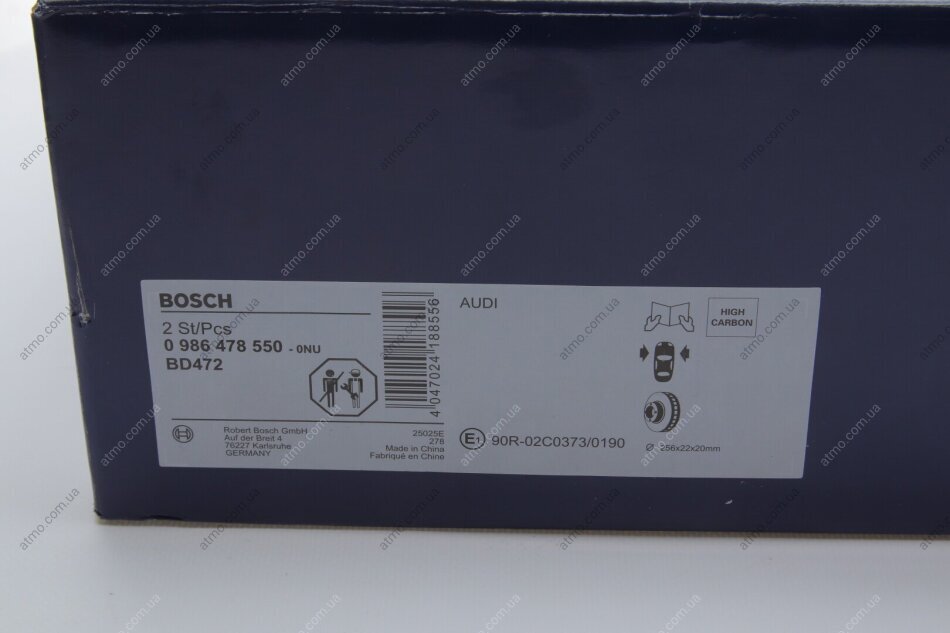 BOSCH
2 St/Pcs
0 986 478 550 - 0NU
BD472
4 047024 188556
AUDI
HIGH
CARBON
Robert Bosch GmbH
Auf der Breit 4
76227 Karlsruhe
GERMANY
25025E
278
Made in China
Fabriqué en Chine
E1 90R-02C0373/0190
Ø 256x22x20mm
atmo.com.ua